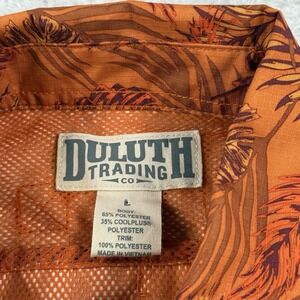 DULUTH
TRADING
CO
L
BODY:
65% POLYESTER
35% COOLPLUS®
POLYESTER
TRIM:
100% POLYESTER
MADE IN VIETNAM